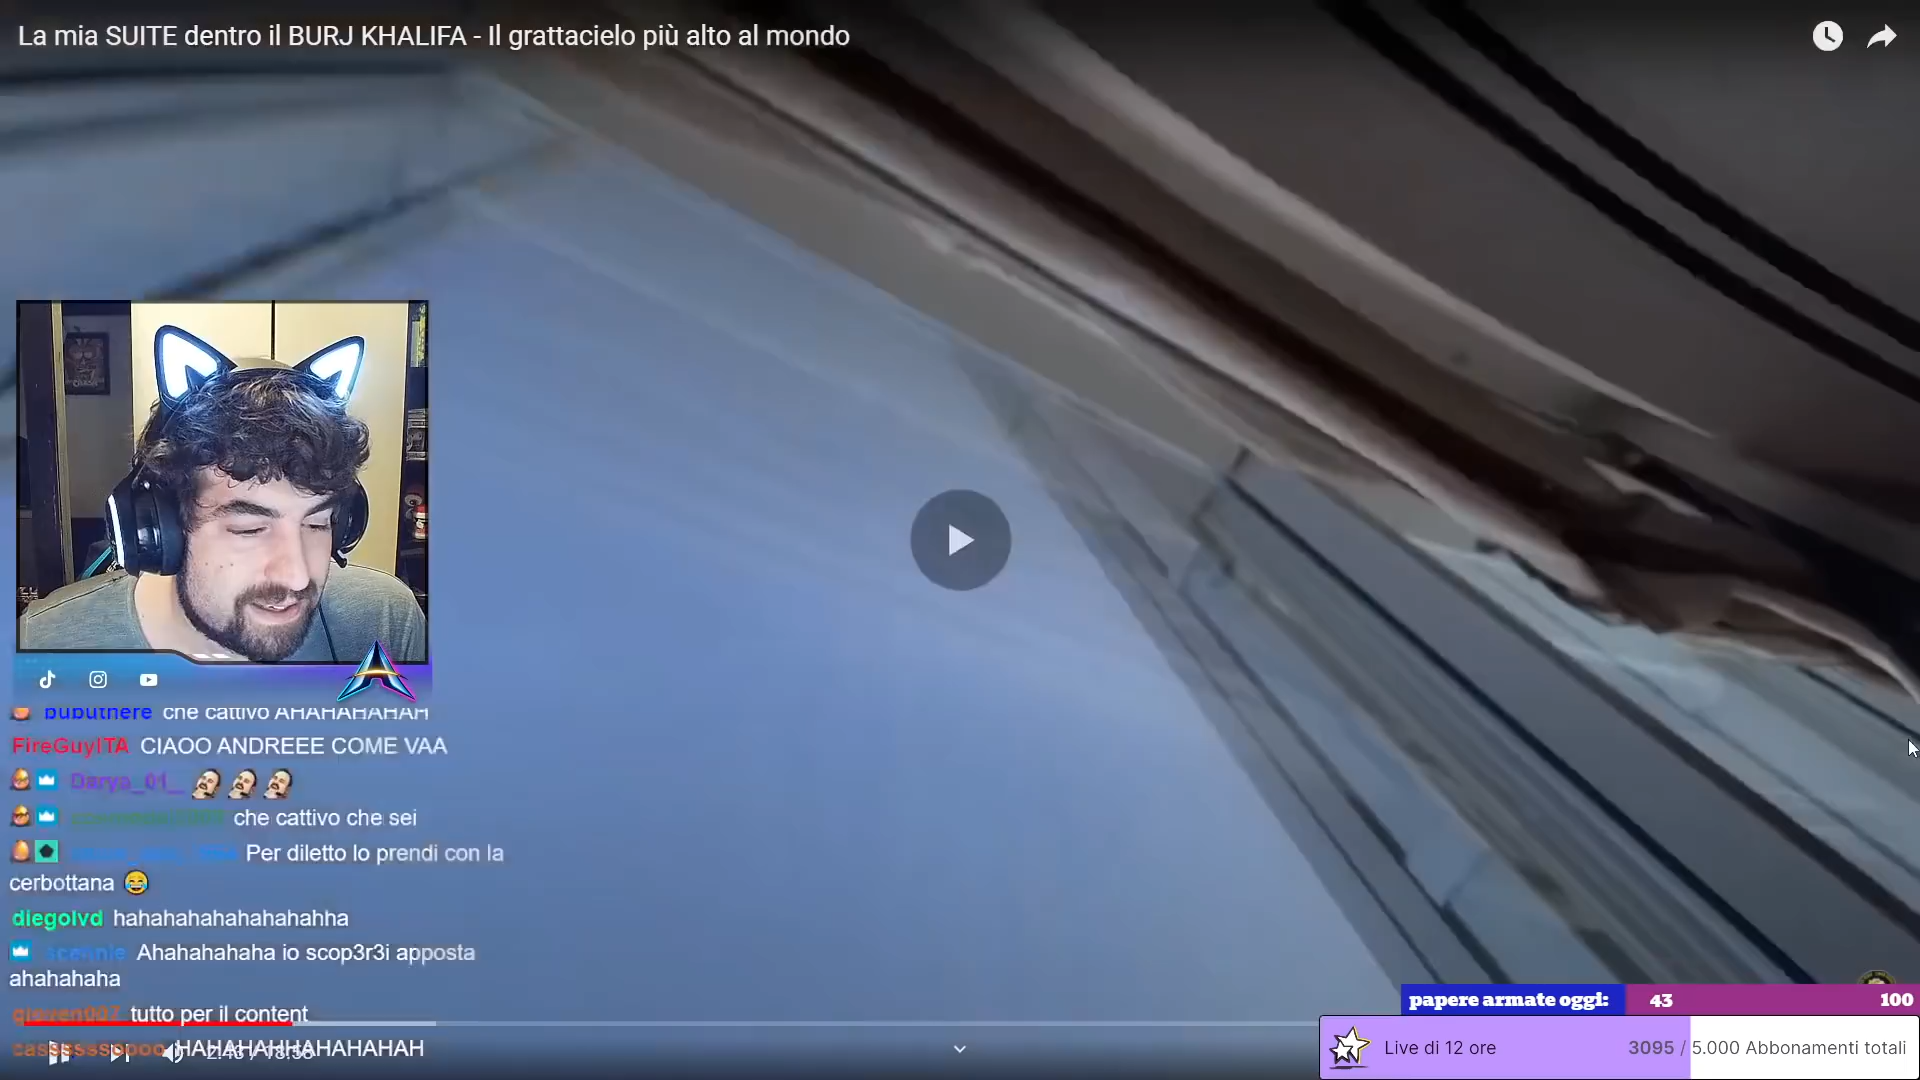 La mia SUITE dentro il BURJ KHALIFA - Il grattacielo più alto al mondo
bubuthere che cattivo AHAHAHAHAH
FireGuyITA CIAOO ANDREEE COME VAA
Daryo_01_
che cattivo che sei
Per diletto lo prendi con la
cerbottana 😂
diegolvd hahahahahahahahha
Ahahahahaha io scop3r3i apposta
ahahahaha
tutto per il content
HAHAHAHHAHAHAHAH
papere armate oggi: 43 100
Live di 12 ore 3095 / 5.000 Abbonamenti totali